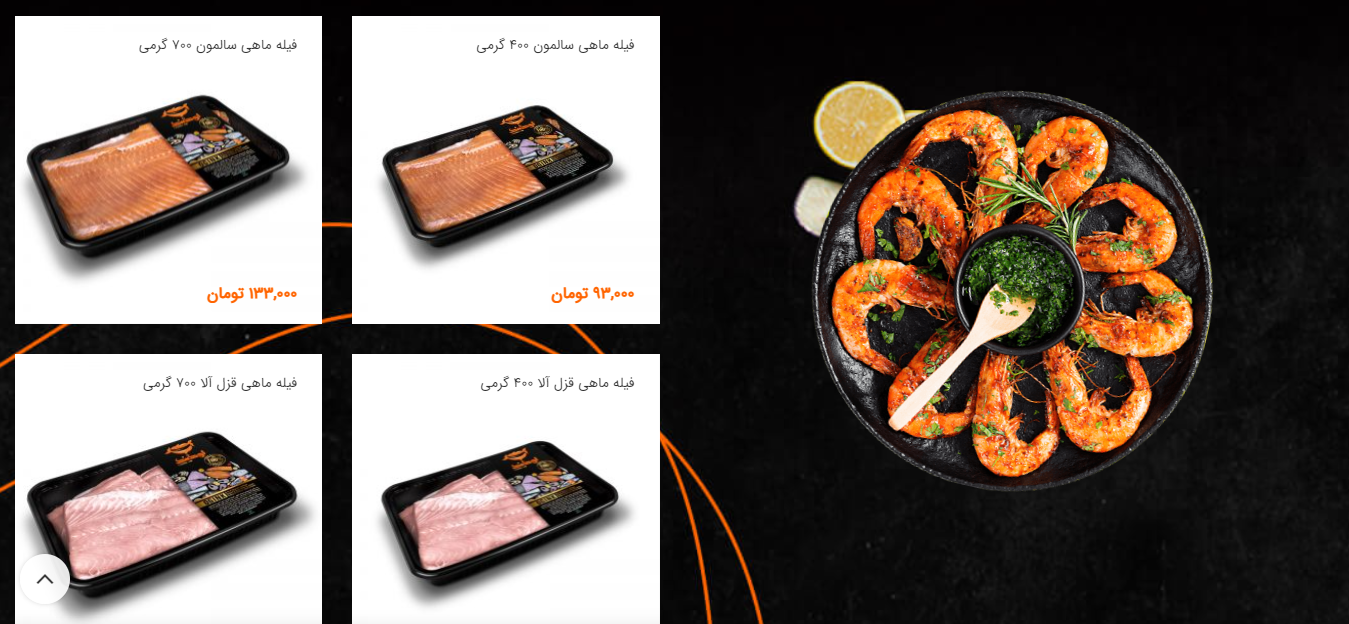 فیله ماهی سالمون ۴۰۰ گرمی
۹۳,۰۰۰ تومان
فیله ماهی سالمون ۷۰۰ گرمی
۱۳۳,۰۰۰ تومان
فیله ماهی قزل آلا ۴۰۰ گرمی
فیله ماهی قزل آلا ۷۰۰ گرمی